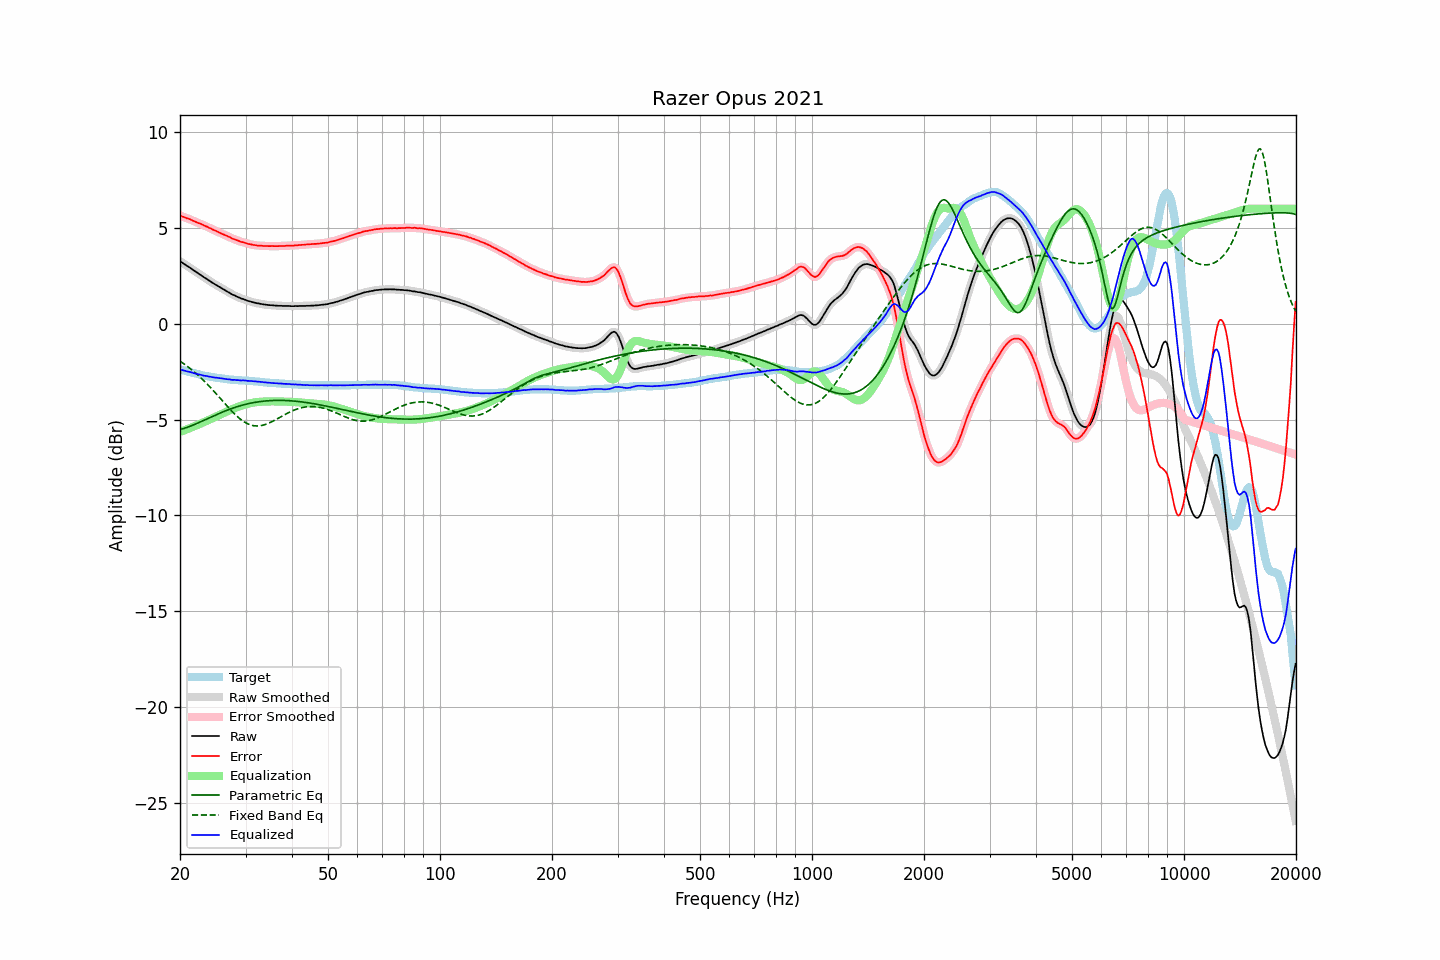 Razer Opus 2021
10
5
0
−5
−10
−15
−20
−25
Amplitude (dBr)
Target
Raw Smoothed
Error Smoothed
Raw
Error
Equalization
Parametric Eq
Fixed Band Eq
Equalized
20 50 100 200 500 1000 2000 5000 10000 20000
Frequency (Hz)